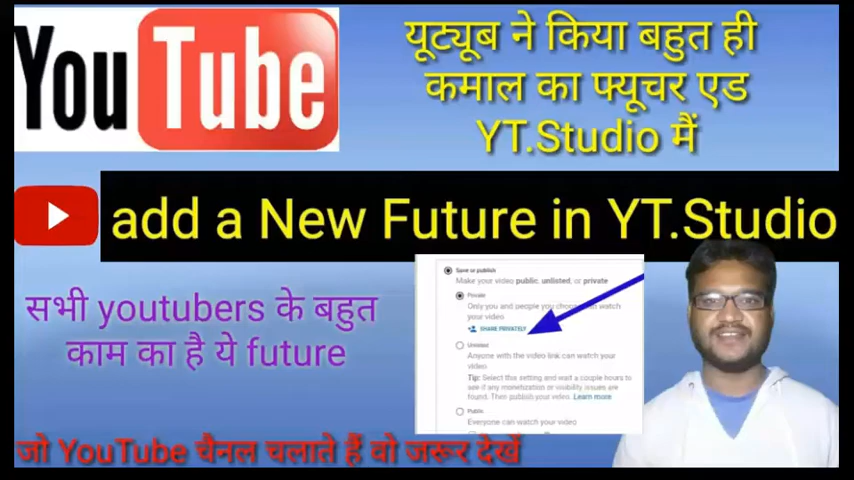 YouTube
यूट्यूब ने किया बहुत ही
कमाल का फ्यूचर एड
YT.Studio मैं
add a New Future in YT.Studio
सभी youtubers के बहुत
काम का है ये future
Save or publish
Make your video public, unlisted, or private
Private
Only you and people you choose can watch
your video
SHARE PRIVATELY
Unlisted
Anyone with the video link can watch your
video
Tip: Select this setting and wait a couple hours to
see if any monetization or visibility issues are
found. Then publish your video. Learn more
Public
Everyone can watch your video
जो YouTube चैनल चलाते हैं वो जरूर देखें